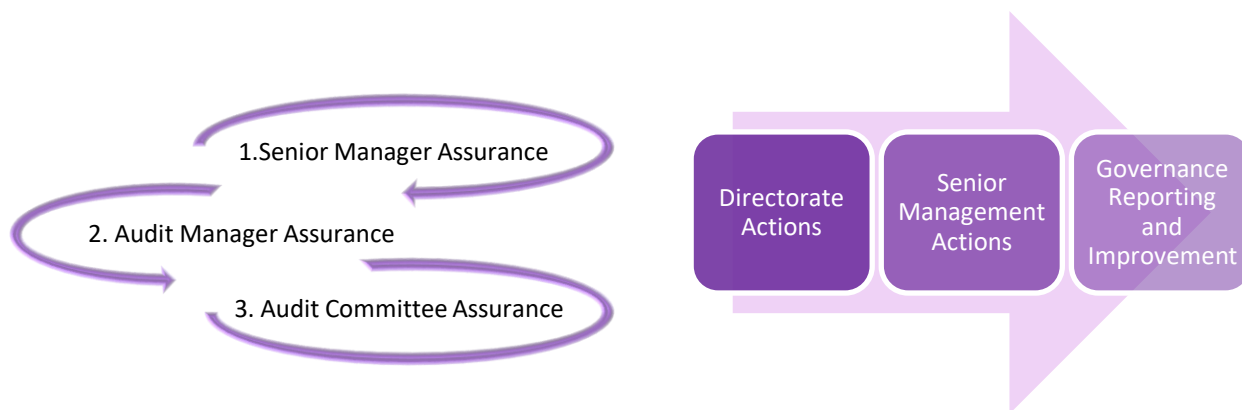 1.Senior Manager Assurance
2. Audit Manager Assurance
3. Audit Committee Assurance
Directorate
Actions
Senior
Management
Actions
Governance
Reporting
and
Improvement